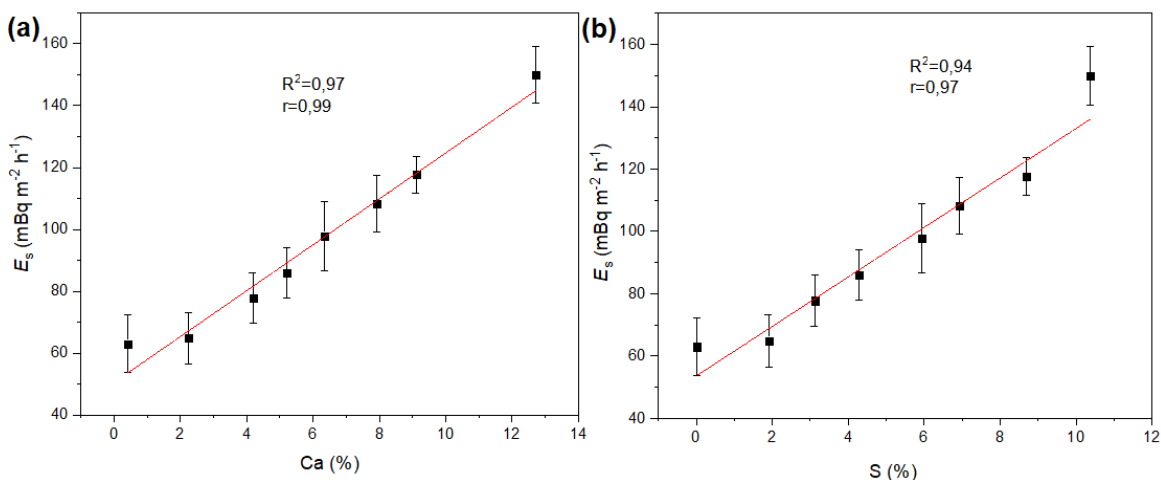 (a)
160
140
120
100
80
60
40
E_s (mBq m⁻² h⁻¹)
R²=0,97
r=0,99
0 2 4 6 8 10 12 14
Ca (%)
(b)
160
140
120
100
80
60
40
E_s (mBq m⁻² h⁻¹)
R²=0,94
r=0,97
0 2 4 6 8 10 12
S (%)